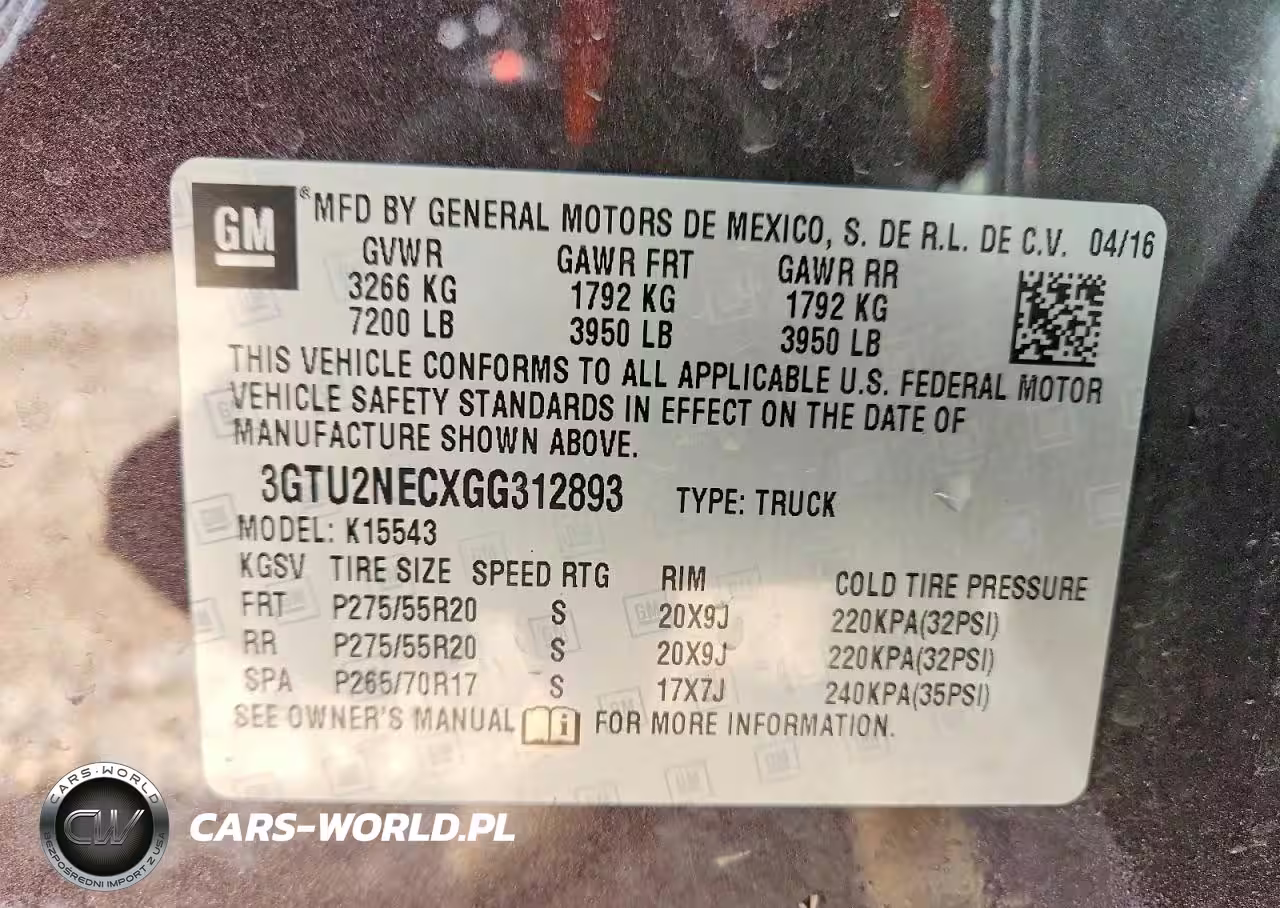 GM ® MFD BY GENERAL MOTORS DE MEXICO, S. DE R.L. DE C.V. 04/16
GVWR GAWR FRT GAWR RR
3266 KG 1792 KG 1792 KG
7200 LB 3950 LB 3950 LB
THIS VEHICLE CONFORMS TO ALL APPLICABLE U.S. FEDERAL MOTOR
VEHICLE SAFETY STANDARDS IN EFFECT ON THE DATE OF
MANUFACTURE SHOWN ABOVE.
3GTU2NECXGG312893 TYPE: TRUCK
MODEL: K15543
KGSV TIRE SIZE SPEED RTG RIM COLD TIRE PRESSURE
FRT P275/55R20 S 20X9J 220KPA(32PSI)
RR P275/55R20 S 20X9J 220KPA(32PSI)
SPA P265/70R17 S 17X7J 240KPA(35PSI)
SEE OWNER'S MANUAL i FOR MORE INFORMATION.
CARS-WORLD
CW
BEZPOŚREDNI IMPORT Z USA
CARS-WORLD.PL